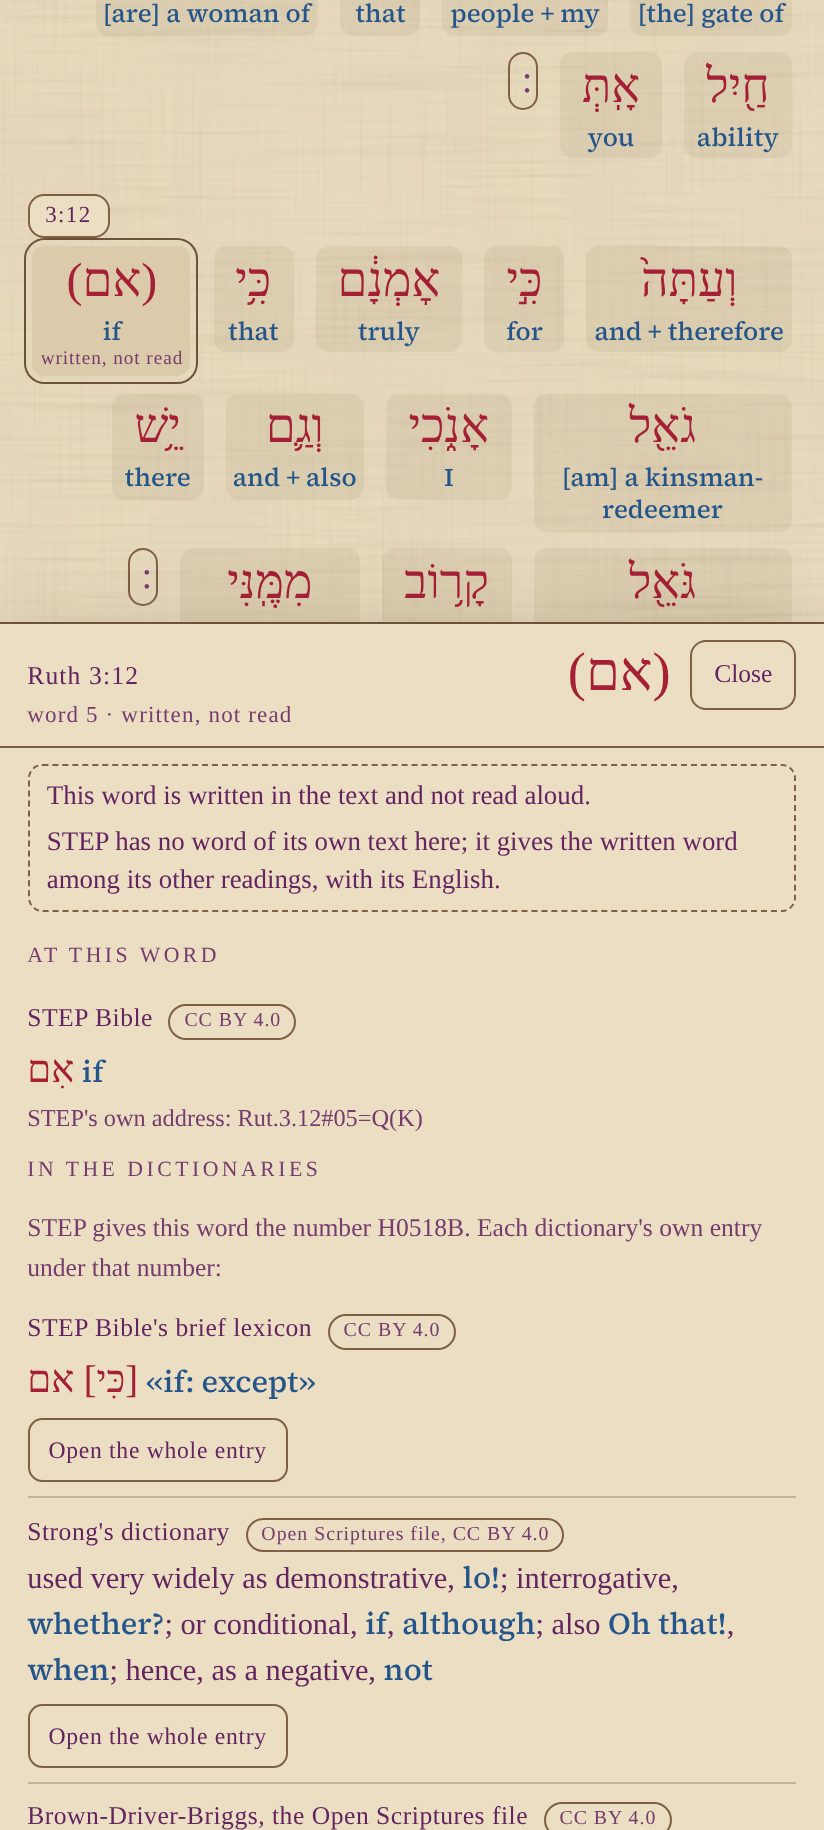 [are] a woman of that people + my [the] gate of
חַ֖יִל אָֽתְּ ׃
ability you
3:12
וְעַתָּה֙ כִּ֣י אָמְנָ֔ם כִּ֥י (אם)
and + therefore for truly that if
written, not read
גֹאֵ֖ל אָנֹ֑כִי וְגַ֛ם יֵ֥שׁ
[am] a kinsman-redeemer I and + also there
גֹּאֵ֖ל קָר֥וֹב מִמֶּֽנִּי ׃
Ruth 3:12 (אם) Close
word 5 · written, not read
This word is written in the text and not read aloud.
STEP has no word of its own text here; it gives the written word
among its other readings, with its English.
AT THIS WORD
STEP Bible CC BY 4.0
אִם if
STEP's own address: Rut.3.12#05=Q(K)
IN THE DICTIONARIES
STEP gives this word the number H0518B. Each dictionary's own entry
under that number:
STEP Bible's brief lexicon CC BY 4.0
[כִּי] אם «if: except»
Open the whole entry
Strong's dictionary Open Scriptures file, CC BY 4.0
used very widely as demonstrative, lo!; interrogative,
whether?; or conditional, if, although; also Oh that!,
when; hence, as a negative, not
Open the whole entry
Brown-Driver-Briggs, the Open Scriptures file CC BY 4.0